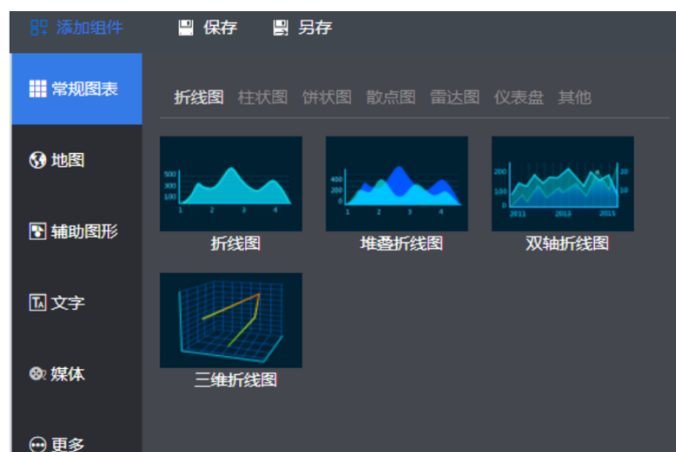 添加组件 保存 另存
常规图表
折线图 柱状图 饼状图 散点图 雷达图 仪表盘 其他
地图
折线图 堆叠折线图 双轴折线图
辅助图形
文字
三维折线图
媒体
更多